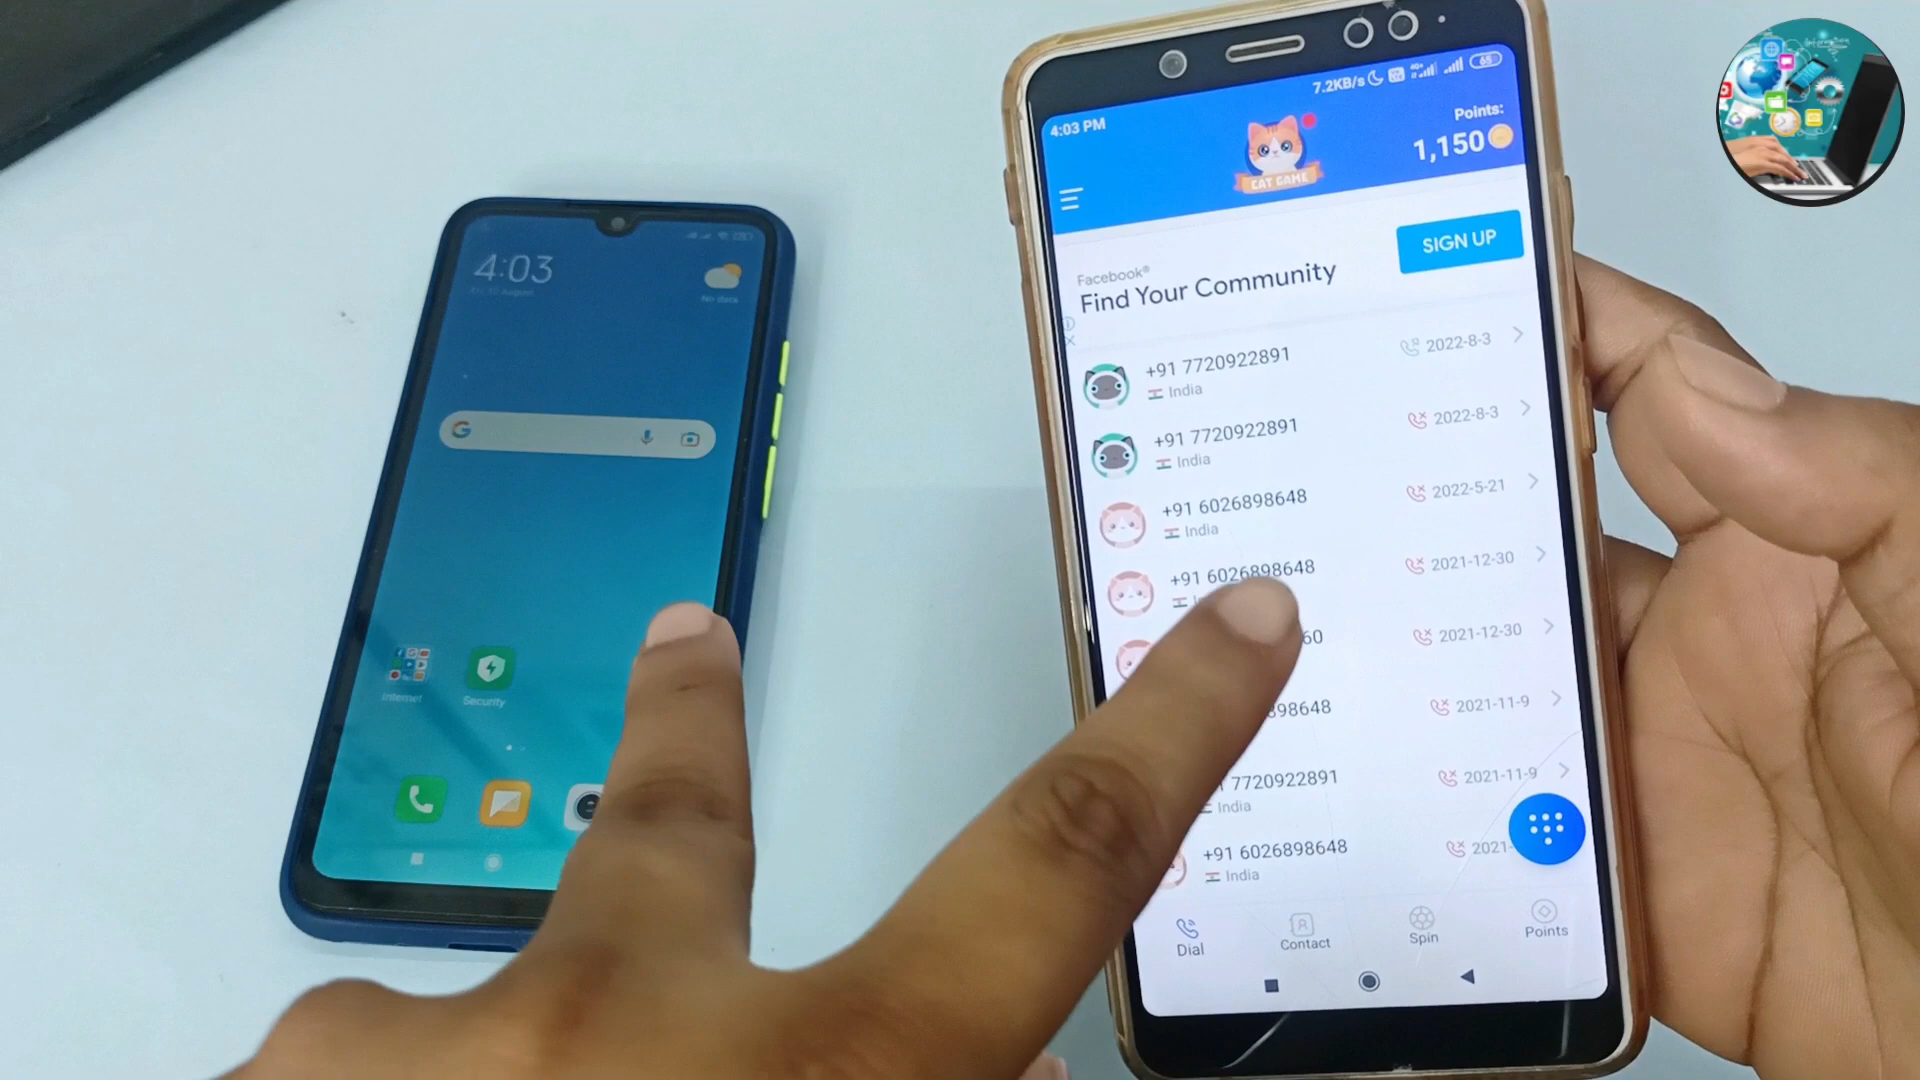 4:03
Internet
Security
7.2KB/s
65
4:03 PM
Points:
1,150
CAT GAME
Facebook®
Find Your Community
SIGN UP
+91 7720922891
India
2022-8-3
+91 7720922891
India
2022-8-3
+91 6026898648
India
2022-5-21
+91 6026898648
2021-12-30
60
2021-12-30
898648
2021-11-9
7720922891
India
2021-11-9
+91 6026898648
India
2021-
Dial
Contact
Spin
Points